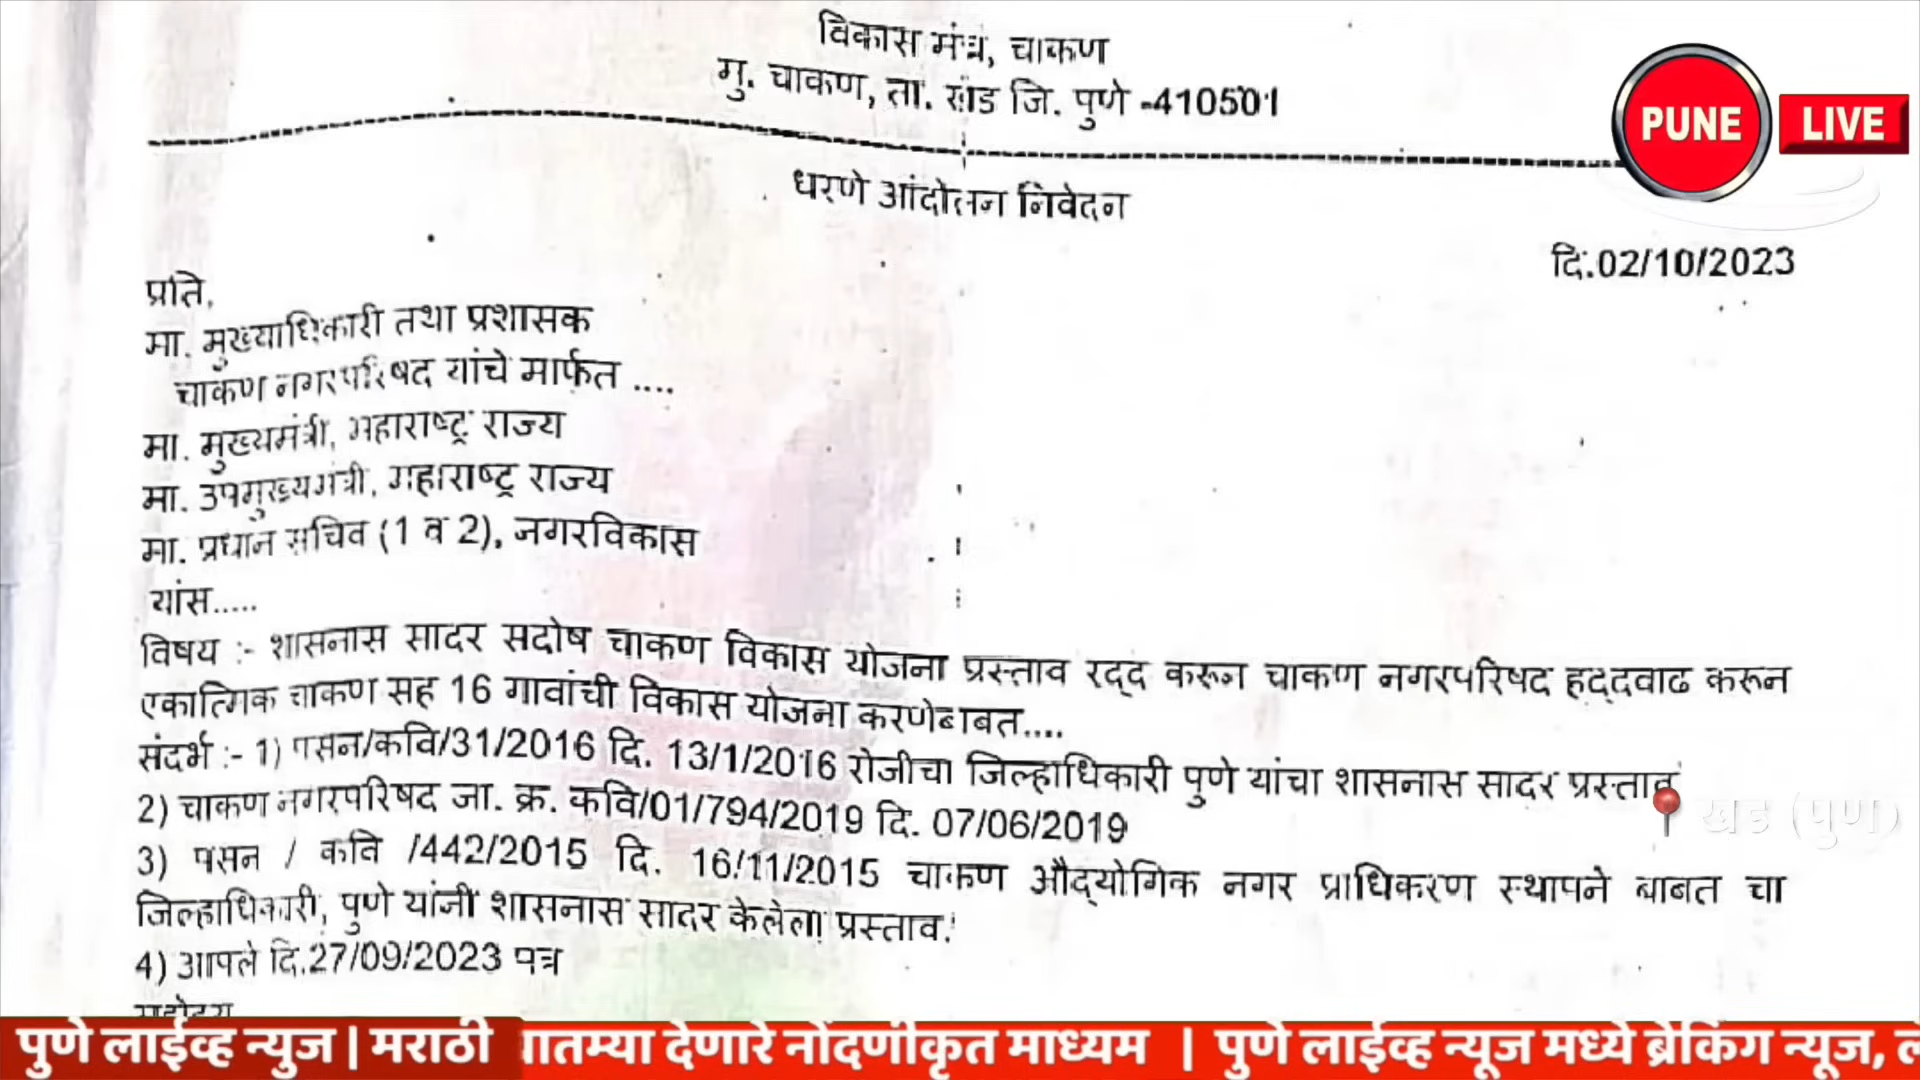 विकास मंच, चाकण
मु. चाकण, ता. खेड जि. पुणे -410501
धरणे आंदोलन निवेदन
दि.02/10/2023
प्रति,
मा. मुख्याधिकारी तथा प्रशासक
चाकण नगरपरिषद यांचे मार्फत ....
मा. मुख्यमंत्री, महाराष्ट्र राज्य
मा. उपमुख्यमंत्री, महाराष्ट्र राज्य
मा. प्रधान सचिव (1 व 2), नगरविकास
यांस.....
विषय :- शासनास सादर सदोष चाकण विकास योजना प्रस्ताव रद्द करून चाकण नगरपरिषद हद्दवाढ करून
एकात्मिक चाकण सह 16 गावांची विकास योजना करणेबाबत....
संदर्भ :- 1) पसन/कवि/31/2016 दि. 13/1/2016 रोजीचा जिल्हाधिकारी पुणे यांचा शासनास सादर प्रस्ताव
2) चाकण नगरपरिषद जा. क्र. कवि/01/794/2019 दि. 07/06/2019
3) पसन / कवि /442/2015 दि. 16/11/2015 चाकण औद्योगिक नगर प्राधिकरण स्थापने बाबत चा
जिल्हाधिकारी, पुणे यांनी शासनास सादर केलेला प्रस्ताव.
4) आपले दि.27/09/2023 पत्र
PUNE LIVE
खेड (पुणे)
पुणे लाईव्ह न्युज | मराठी
देणारे नोंदणीकृत माध्यम | पुणे लाईव्ह न्यूज मध्ये ब्रेकिंग न्यूज,